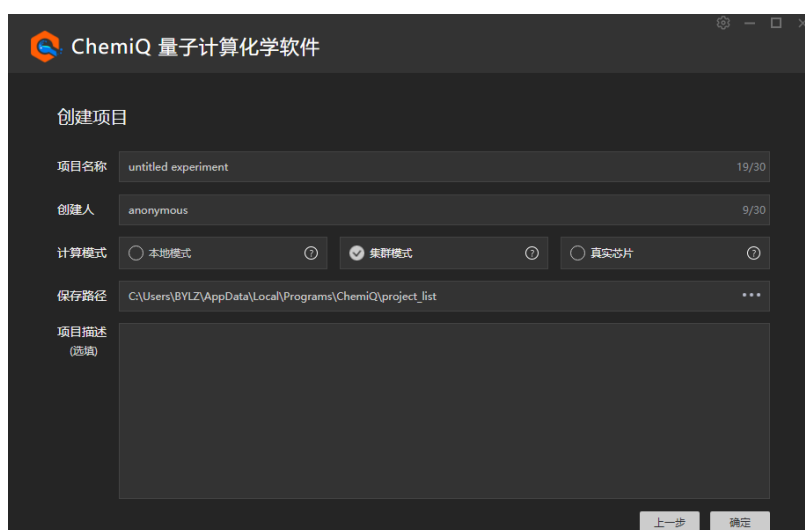 ChemiQ 量子计算化学软件
创建项目
项目名称 untitled experiment 19/30
创建人 anonymous 9/30
计算模式 本地模式 ? 集群模式 ? 真实芯片 ?
保存路径 C:\Users\BYLZ\AppData\Local\Programs\ChemiQ\project_list ...
项目描述
(选填)
上一步 确定